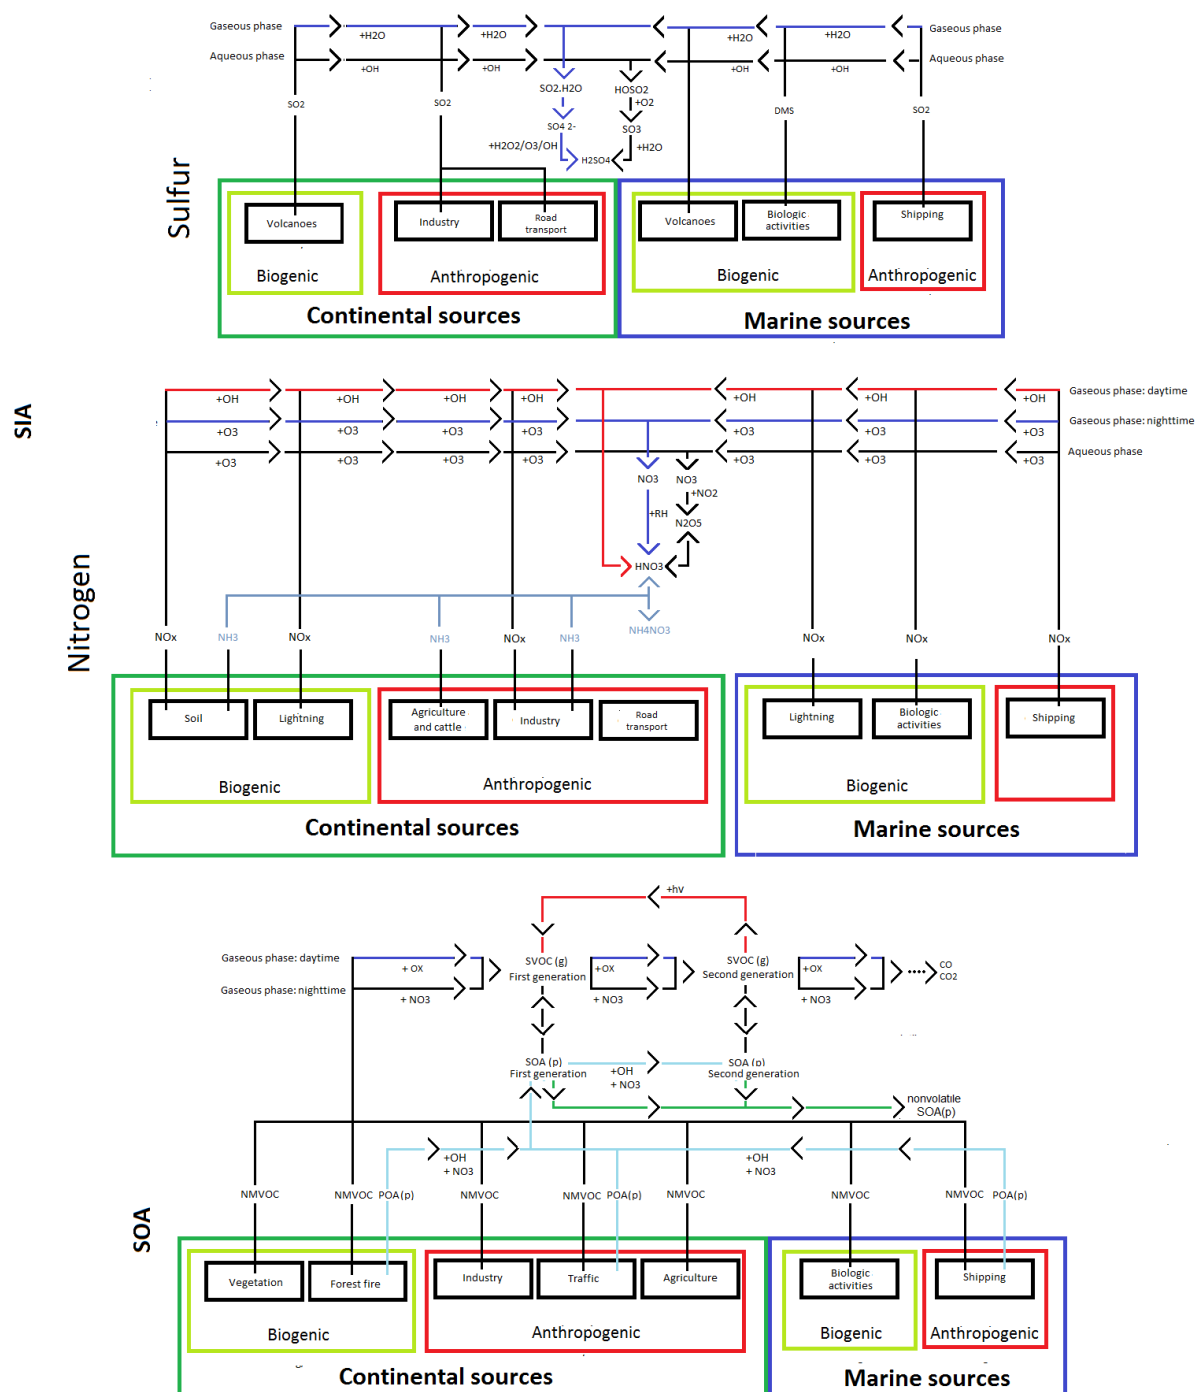 Gaseous phase
+H2O
+H2O
+H2O
+H2O
Gaseous phase
Aqueous phase
+OH
+OH
+OH
+OH
Aqueous phase
SO2
SO2
SO2.H2O
HOSO2
+O2
DMS
SO2
SO4 2-
SO3
+H2O2/O3/OH
+H2O
H2SO4
Sulfur
Volcanoes
Industry
Road
transport
Volcanoes
Biologic
activities
Shipping
Biogenic
Anthropogenic
Biogenic
Anthropogenic
Continental sources
Marine sources
SIA
Gaseous phase: daytime
+OH
+OH
+OH
+OH
+OH
+OH
+OH
Gaseous phase: nighttime
+O3
+O3
+O3
+O3
+O3
+O3
+O3
Aqueous phase
+O3
+O3
+O3
+O3
+O3
+O3
+O3
NO3
NO3
+NO2
+RH
N2O5
HNO3
Nitrogen
NH4NO3
NOx
NH3
NOx
NH3
NOx
NH3
NOx
NOx
NOx
Soil
Lightning
Agriculture
and cattle
Industry
Road
transport
Lightning
Biologic
activities
Shipping
Biogenic
Anthropogenic
Biogenic
Continental sources
Marine sources
+hv
Gaseous phase: daytime
+ OX
SVOC (g)
First generation
+OX
SVOC (g)
Second generation
+OX
CO
CO2
Gaseous phase: nighttime
+ NO3
+ NO3
+ NO3
SOA (p)
First generation
+OH
+ NO3
SOA (p)
Second generation
nonvolatile
SOA(p)
+OH
+ NO3
+OH
+ NO3
NMVOC
NMVOC
POA(p)
NMVOC
NMVOC
POA(p)
NMVOC
NMVOC
NMVOC
POA(p)
SOA
Vegetation
Forest fire
Industry
Traffic
Agriculture
Biologic
activities
Shipping
Biogenic
Anthropogenic
Biogenic
Anthropogenic
Continental sources
Marine sources